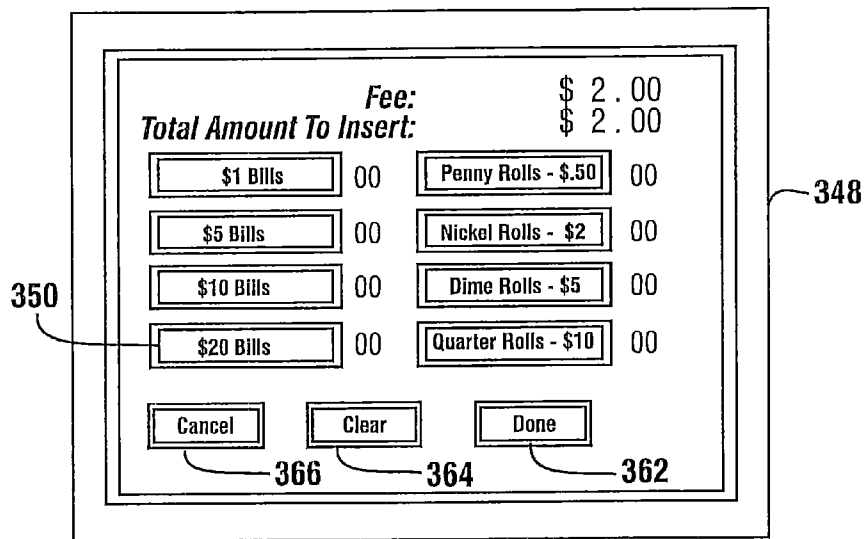 Fee: $ 2.00
Total Amount To Insert: $ 2.00
$1 Bills 00 Penny Rolls - $.50 00
348
$5 Bills 00 Nickel Rolls - $2 00
350
$10 Bills 00 Dime Rolls - $5 00
$20 Bills 00 Quarter Rolls - $10 00
Cancel Clear Done
366 364 362